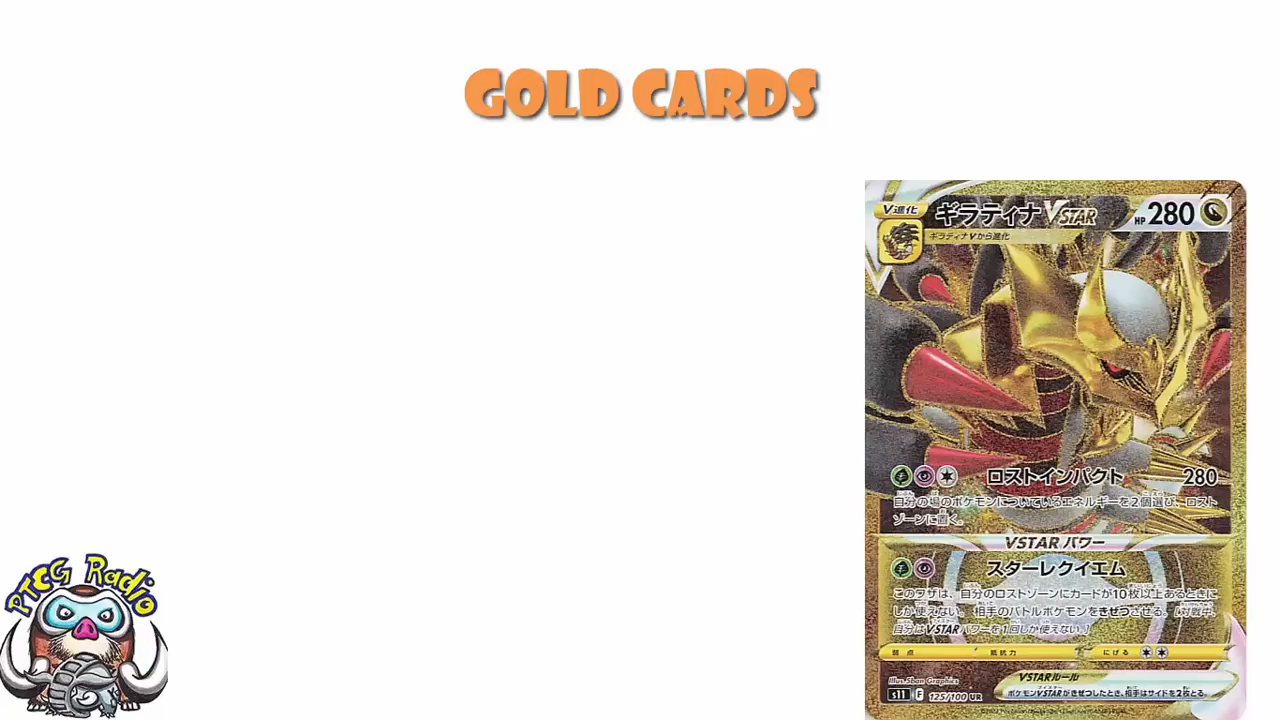 GOLD CARDS
V進化
ギラティナVSTAR
HP 280
ギラティナVから進化
ロストインパクト 280
自分の場のポケモンについているエネルギーを2個選び、ロスト
ゾーンに置く。
VSTARパワー
スターレクイエム
このワザは、自分のロストゾーンにカードが10枚以上あるときに
しか使えない。相手のバトルポケモンをきぜつさせる。[対戦中、
自分はVSTARパワーを1回しか使えない。]
弱点 抵抗力 にげる
Illus. 5ban Graphics
VSTARルール
s11 F 125/100 UR
ポケモンVSTARがきぜつしたとき、相手はサイドを2枚とる。
PTCG Radio